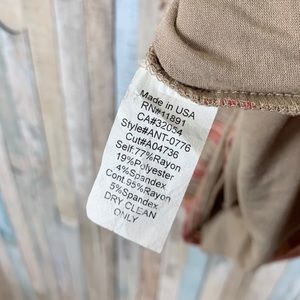 Made in USA
RN#11891
CA#32054
Style#ANT-0776
Cut#A04736
Self:77%Rayon
19%Polyester
4%Spandex
Cont:95%Rayon
5%Spandex
DRY CLEAN
ONLY